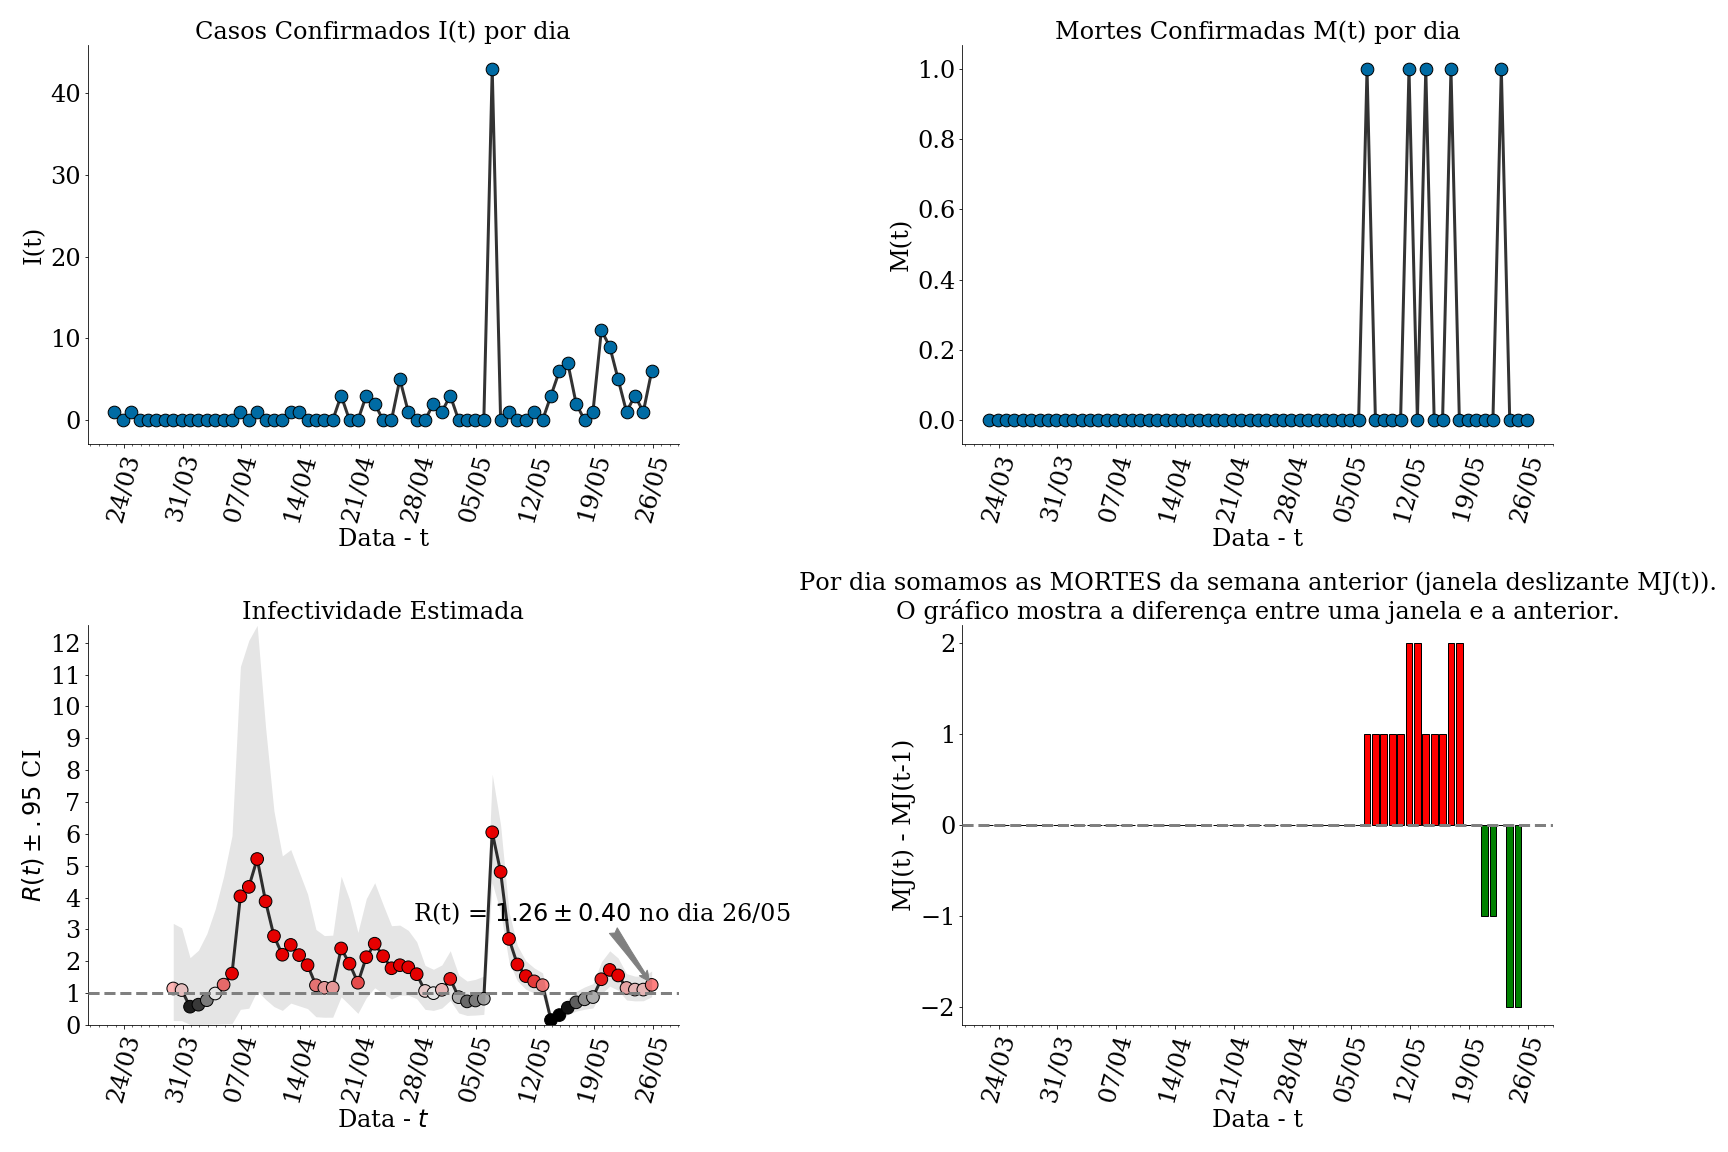 Casos Confirmados I(t) por dia
I(t)
40
30
20
10
0
24/03 31/03 07/04 14/04 21/04 28/04 05/05 12/05 19/05 26/05
Data - t
Mortes Confirmadas M(t) por dia
M(t)
1.0
0.8
0.6
0.4
0.2
0.0
24/03 31/03 07/04 14/04 21/04 28/04 05/05 12/05 19/05 26/05
Data - t
Infectividade Estimada
R(t) ± .95 CI
12
11
10
9
8
7
6
5
4
3
2
1
0
R(t) = 1.26 ± 0.40 no dia 26/05
24/03 31/03 07/04 14/04 21/04 28/04 05/05 12/05 19/05 26/05
Data - t
Por dia somamos as MORTES da semana anterior (janela deslizante MJ(t)).
O gráfico mostra a diferença entre uma janela e a anterior.
MJ(t) - MJ(t-1)
2
1
0
−1
−2
24/03 31/03 07/04 14/04 21/04 28/04 05/05 12/05 19/05 26/05
Data - t